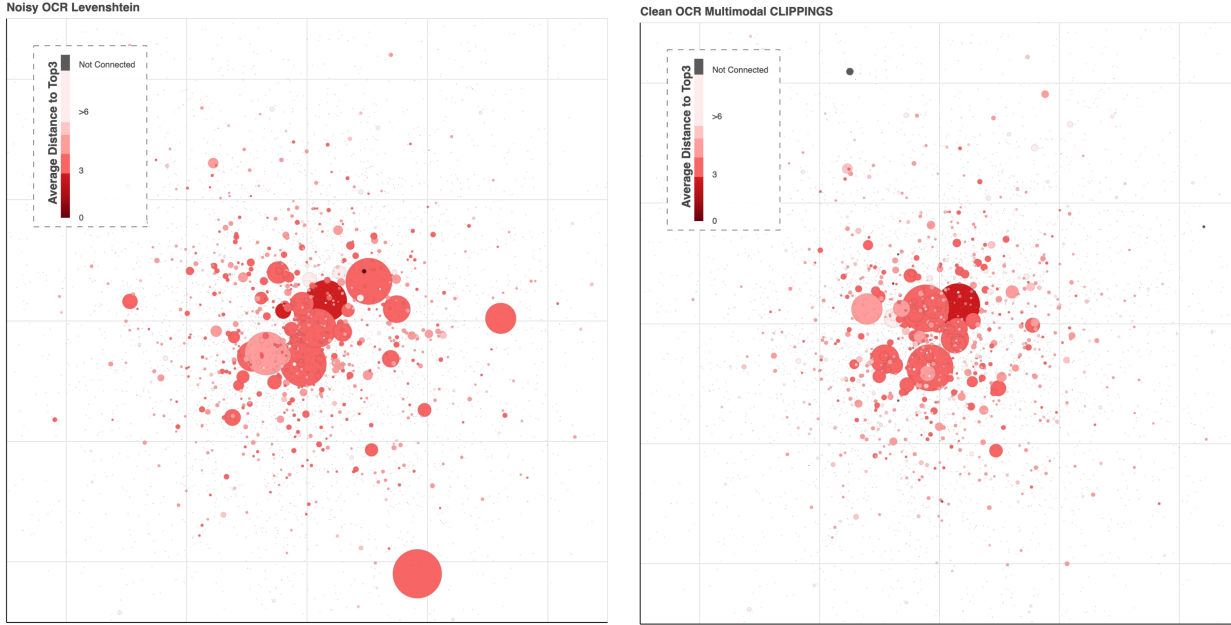 Noisy OCR Levenshtein
Average Distance to Top3
Not Connected
>6
3
0
Clean OCR Multimodal CLIPPINGS
Average Distance to Top3
Not Connected
>6
3
0